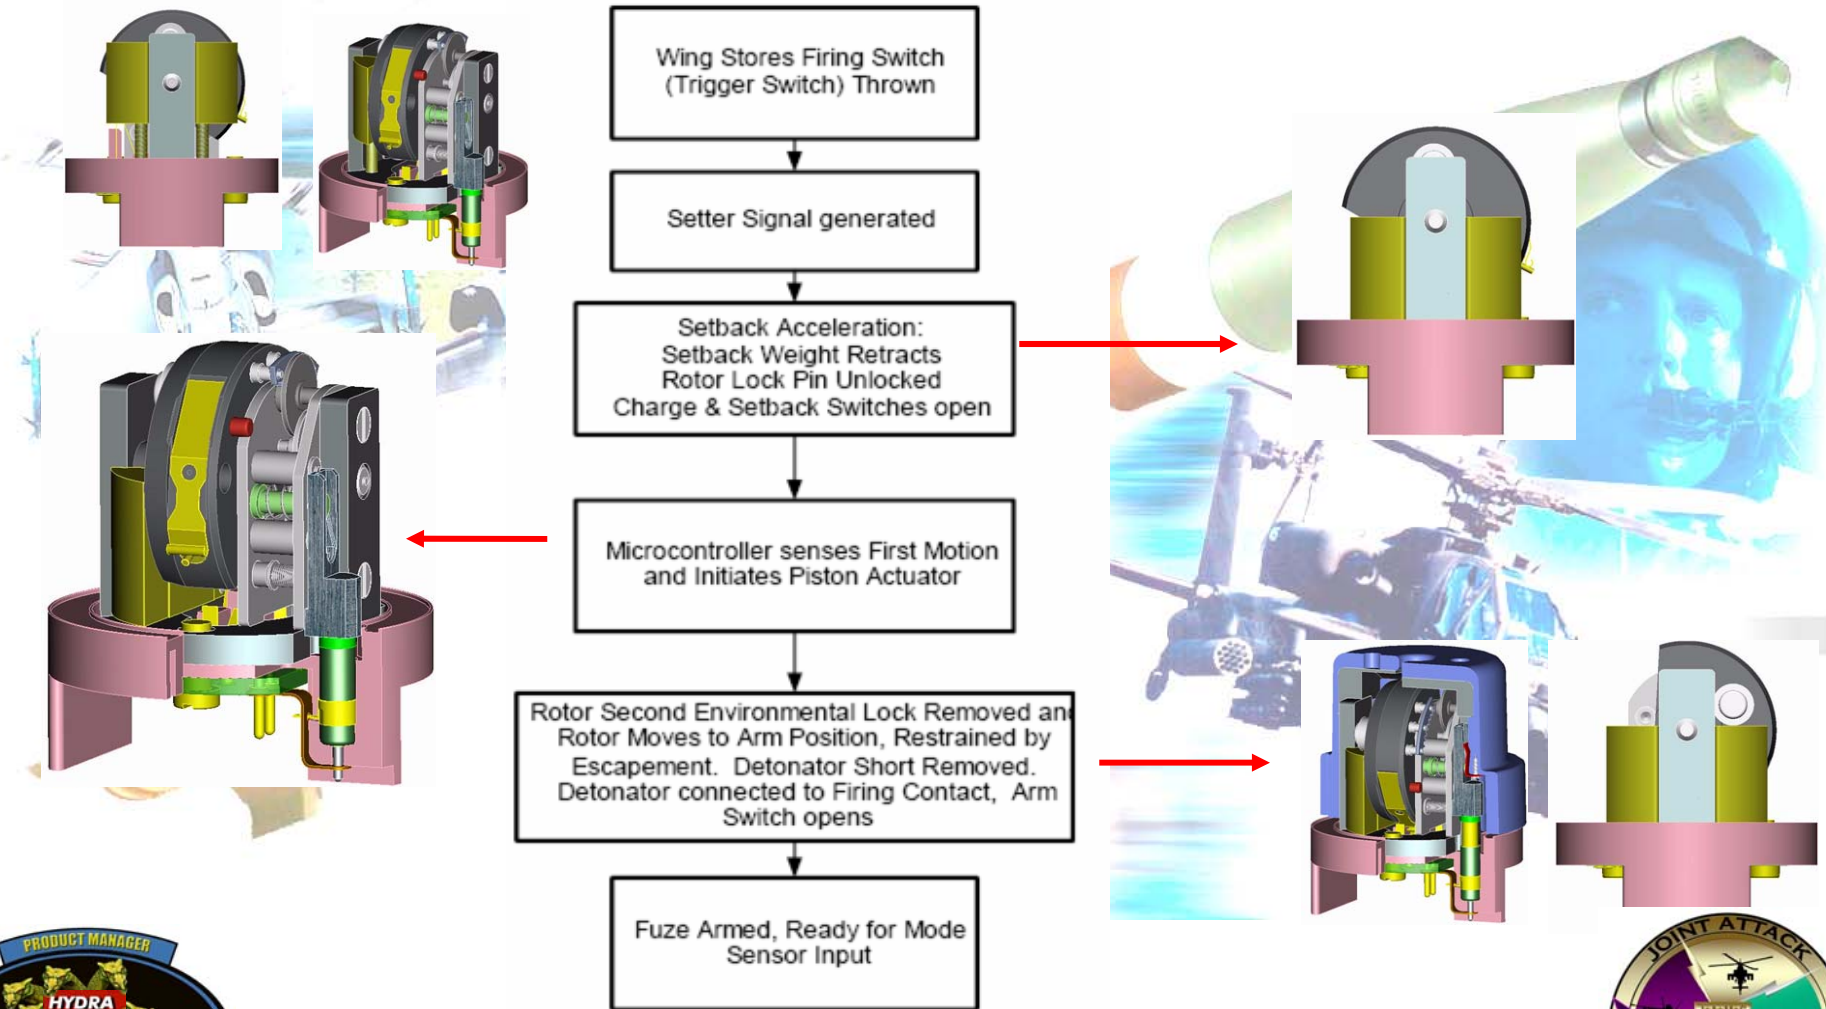 Wing Stores Firing Switch
(Trigger Switch) Thrown
Setter Signal generated
Setback Acceleration:
Setback Weight Retracts
Rotor Lock Pin Unlocked
Charge & Setback Switches open
Microcontroller senses First Motion
and Initiates Piston Actuator
Rotor Second Environmental Lock Removed and
Rotor Moves to Arm Position, Restrained by
Escapement. Detonator Short Removed.
Detonator connected to Firing Contact, Arm
Switch opens
Fuze Armed, Ready for Mode
Sensor Input
PRODUCT MANAGER
HYDRA
JOINT ATTACK